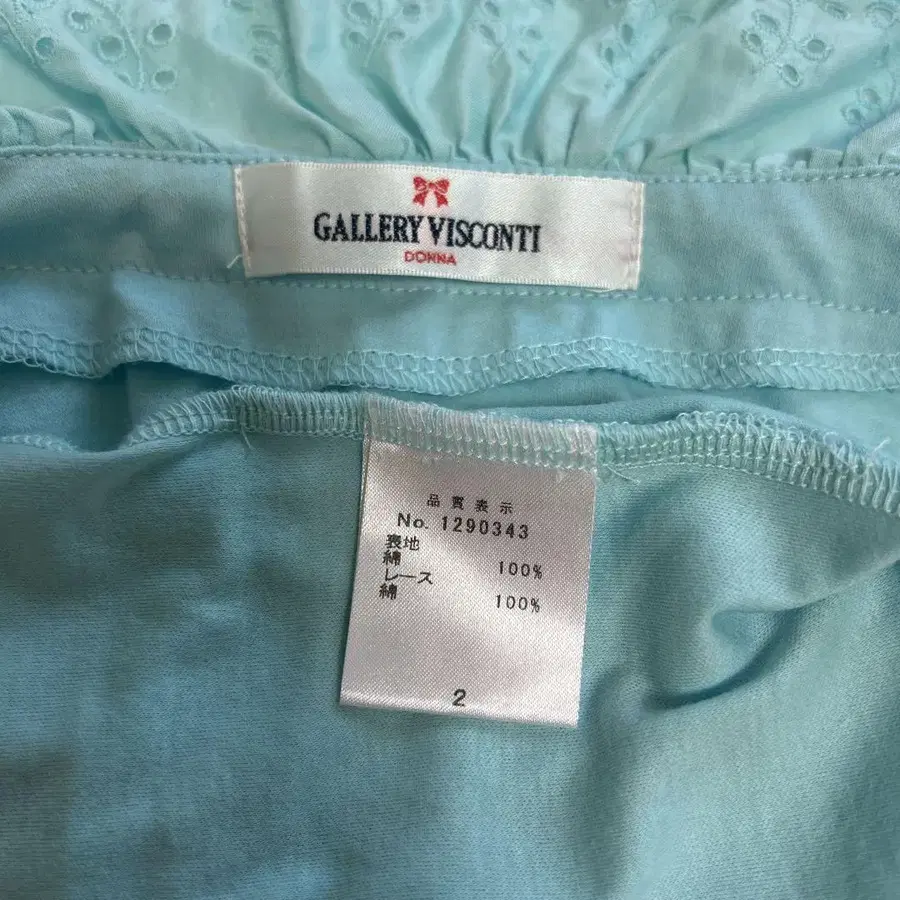 GALLERY VISCONTI
DONNA
品質表示
No. 1290343
表地
綿 100%
レース
綿 100%
2